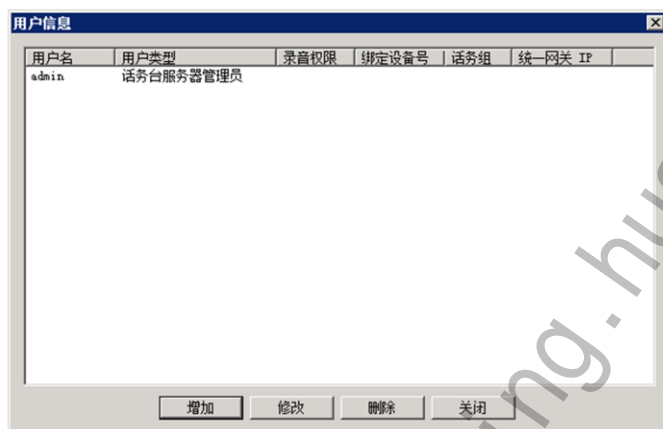 用户信息
用户名 用户类型 录音权限 绑定设备号 话务组 统一网关 IP
admin 话务台服务器管理员
增加 修改 删除 关闭
ing.hu